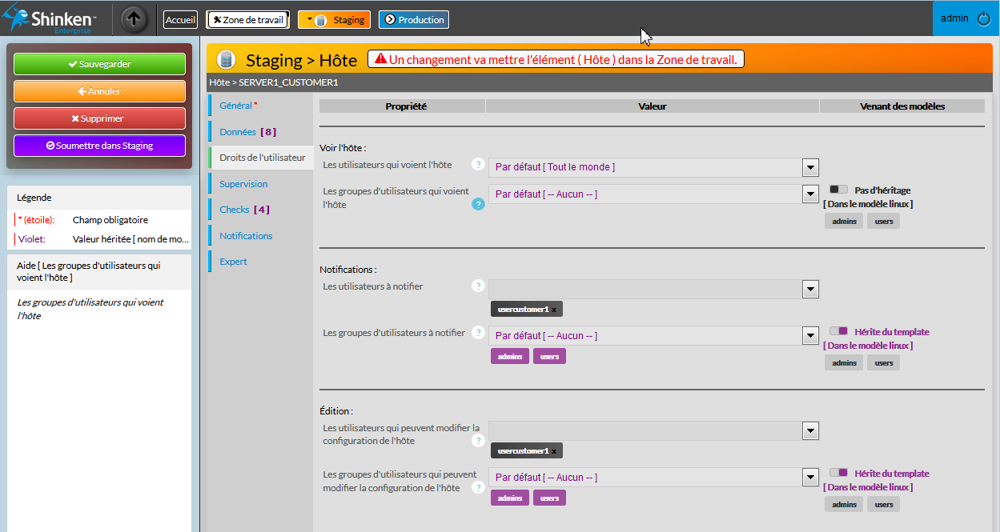 Shinken™
Enterprise
Accueil
Zone de travail
Staging
Production
admin
Sauvegarder
Annuler
Supprimer
Soumettre dans Staging
Légende
* (étoile): Champ obligatoire
Violet: Valeur héritée [ nom de mo...
Aide [ Les groupes d'utilisateurs qui
voient l'hôte ]
Les groupes d'utilisateurs qui voient
l'hôte
Staging > Hôte
Un changement va mettre l'élément ( Hôte ) dans la Zone de travail.
Hôte > SERVER1_CUSTOMER1
Général *
Données [8]
Droits de l'utilisateur
Supervision
Checks [4]
Notifications
Expert
Propriété Valeur Venant des modèles
Voir l'hôte :
Les utilisateurs qui voient l'hôte ? Par défaut [ Tout le monde ]
Les groupes d'utilisateurs qui voient
l'hôte ? Par défaut [ -- Aucun -- ] Pas d'héritage
[ Dans le modèle linux ]
admins users
Notifications :
Les utilisateurs à notifier ?
usercustomer1 x
Les groupes d'utilisateurs à notifier ? Par défaut [ -- Aucun -- ] Hérite du template
[ Dans le modèle linux ]
admins users admins users
Édition :
Les utilisateurs qui peuvent modifier la
configuration de l'hôte ?
usercustomer1 x
Les groupes d'utilisateurs qui peuvent
modifier la configuration de l'hôte ? Par défaut [ -- Aucun -- ] Hérite du template
[ Dans le modèle linux ]
admins users admins users